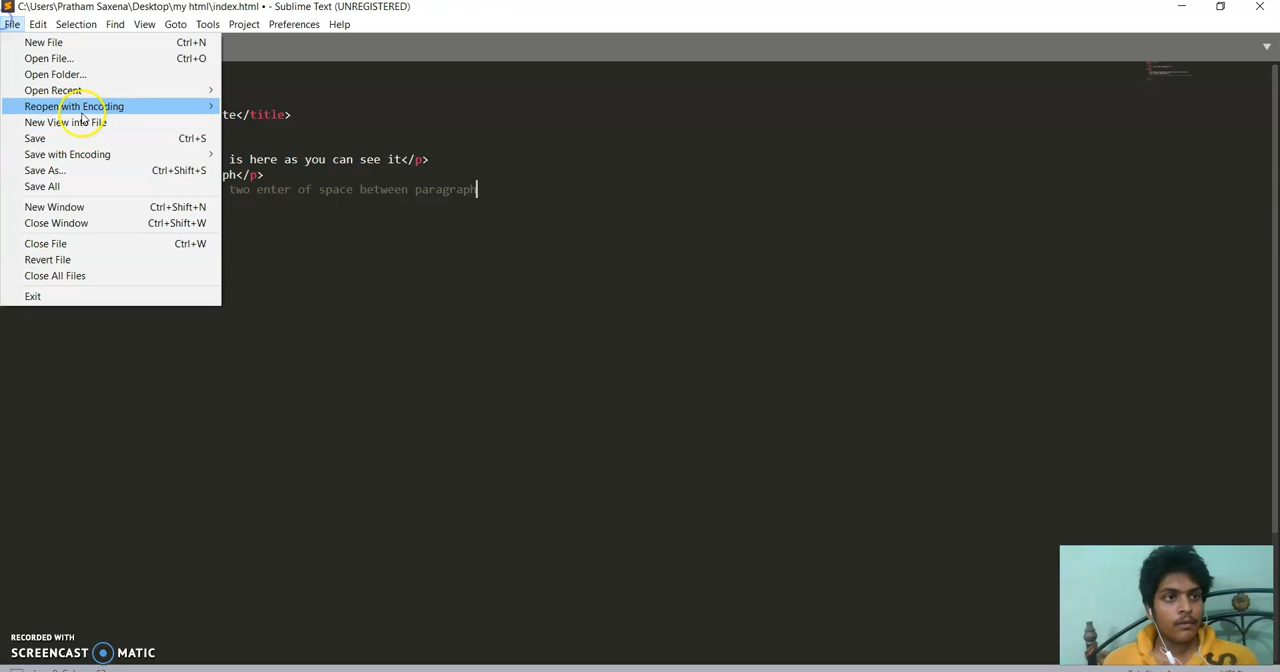 C:\Users\Pratham Saxena\Desktop\my html\index.html • - Sublime Text (UNREGISTERED)
File Edit Selection Find View Goto Tools Project Preferences Help
New File Ctrl+N
Open File... Ctrl+O
Open Folder...
Open Recent
Reopen with Encoding
New View into File
Save Ctrl+S
Save with Encoding
Save As... Ctrl+Shift+S
Save All
New Window Ctrl+Shift+N
Close Window Ctrl+Shift+W
Close File Ctrl+W
Revert File
Close All Files
Exit
te</title>
is here as you can see it</p>
ph</p>
two enter of space between paragraph
RECORDED WITH
SCREENCAST MATIC